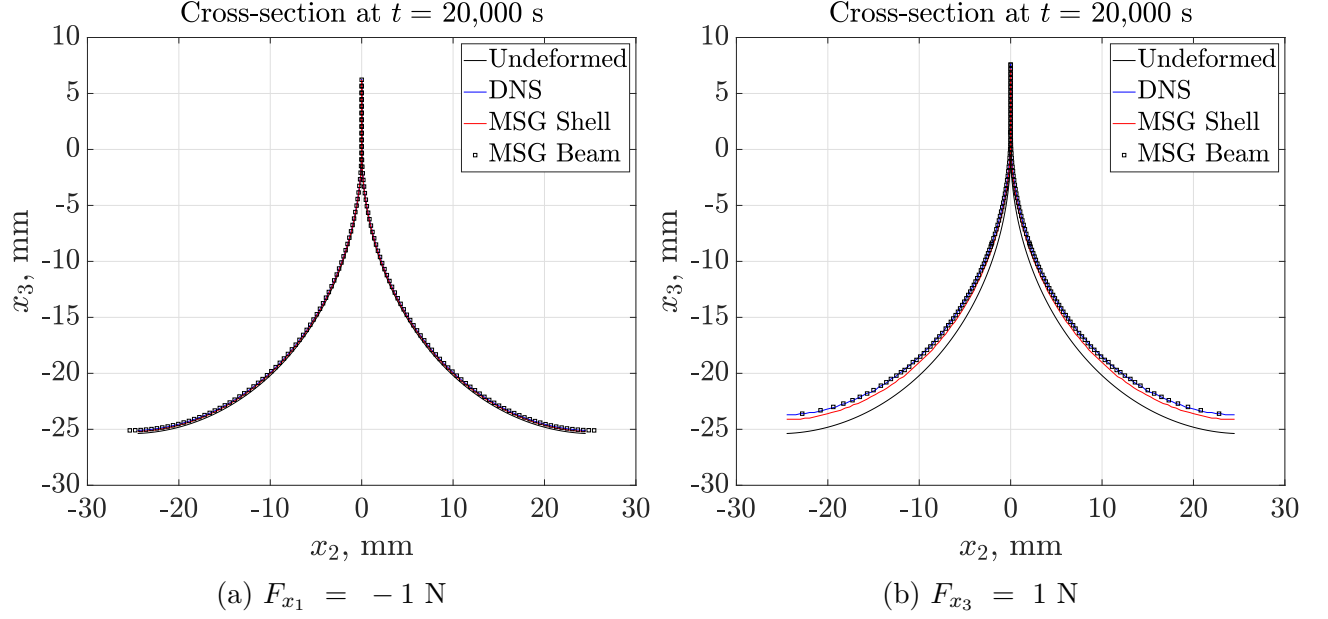 Cross-section at t = 20,000 s
10
5
0
-5
-10
-15
-20
-25
-30
x₃, mm
-30 -20 -10 0 10 20 30
x₂, mm
Undeformed
DNS
MSG Shell
MSG Beam
(a) Fₓ₁ = − 1 N
Cross-section at t = 20,000 s
10
5
0
-5
-10
-15
-20
-25
-30
x₃, mm
-30 -20 -10 0 10 20 30
x₂, mm
Undeformed
DNS
MSG Shell
MSG Beam
(b) Fₓ₃ = 1 N